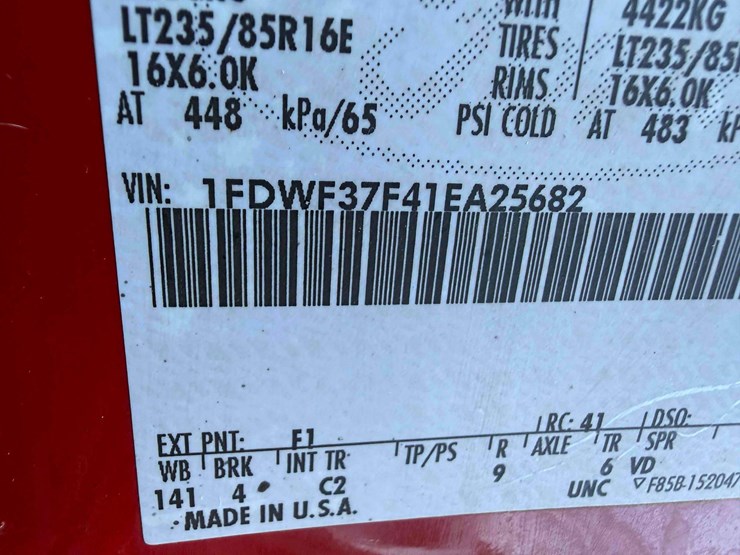 WITH 4422KG
LT235/85R16E TIRES LT235/85
16X6.0K RIMS 16X6.0K
AT 448 kPa/65 PSI COLD AT 483
VIN: 1FDWF37F41EA25682
EXT PNT: F1 RC: 41 DSO:
WB BRK INT TR TP/PS R AXLE TR SPR
141 4 C2 9 6 VD
UNC F85B-152047
MADE IN U.S.A.